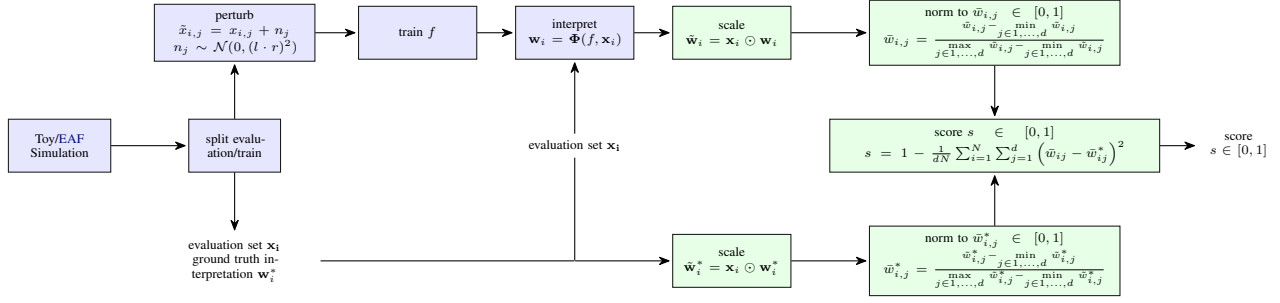 perturb
x̃_{i,j} = x_{i,j} + n_j
n_j ∼ 𝒩(0, (l · r)²)
train f
interpret
w_i = Φ(f, x_i)
scale
w̃_i = x_i ⊙ w_i
norm to w̄_{i,j} ∈ [0, 1]
w̄_{i,j} = (w̃_{i,j} − min_{j∈1,...,d} w̃_{i,j}) / (max_{j∈1,...,d} w̃_{i,j} − min_{j∈1,...,d} w̃_{i,j})
Toy/EAF
Simulation
split evalu-
ation/train
evaluation set x_i
score s ∈ [0, 1]
s = 1 − 1/(dN) ∑_{i=1}^{N} ∑_{j=1}^{d} (w̄_{ij} − w̄*_{ij})²
score
s ∈ [0, 1]
evaluation set x_i
ground truth in-
terpretation w*_i
scale
w̃*_i = x_i ⊙ w*_i
norm to w̄*_{i,j} ∈ [0, 1]
w̄*_{i,j} = (w̃*_{i,j} − min_{j∈1,...,d} w̃*_{i,j}) / (max_{j∈1,...,d} w̃*_{i,j} − min_{j∈1,...,d} w̃*_{i,j})